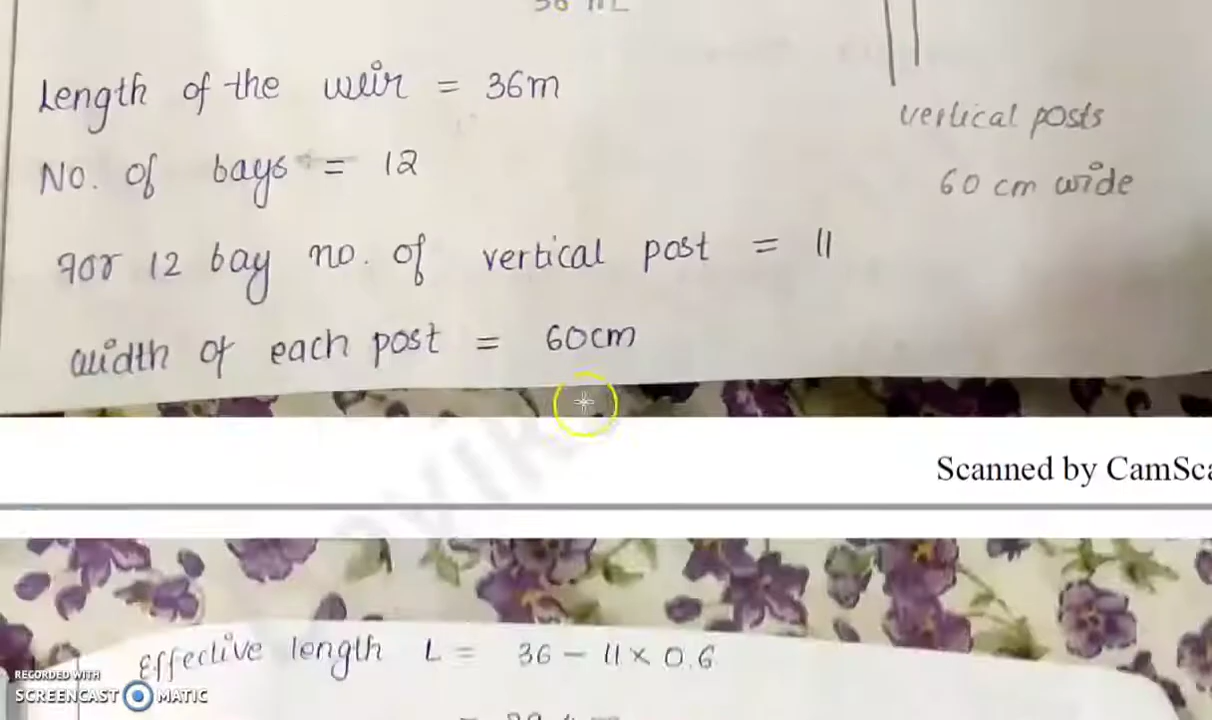 Length of the weir = 36m
vertical posts
No. of bays = 12
60 cm wide
For 12 bay no. of vertical post = 11
width of each post = 60cm
Scanned by CamSca
Effective length L = 36 - 11 x 0.6
RECORDED WITH
SCREENCAST MATIC